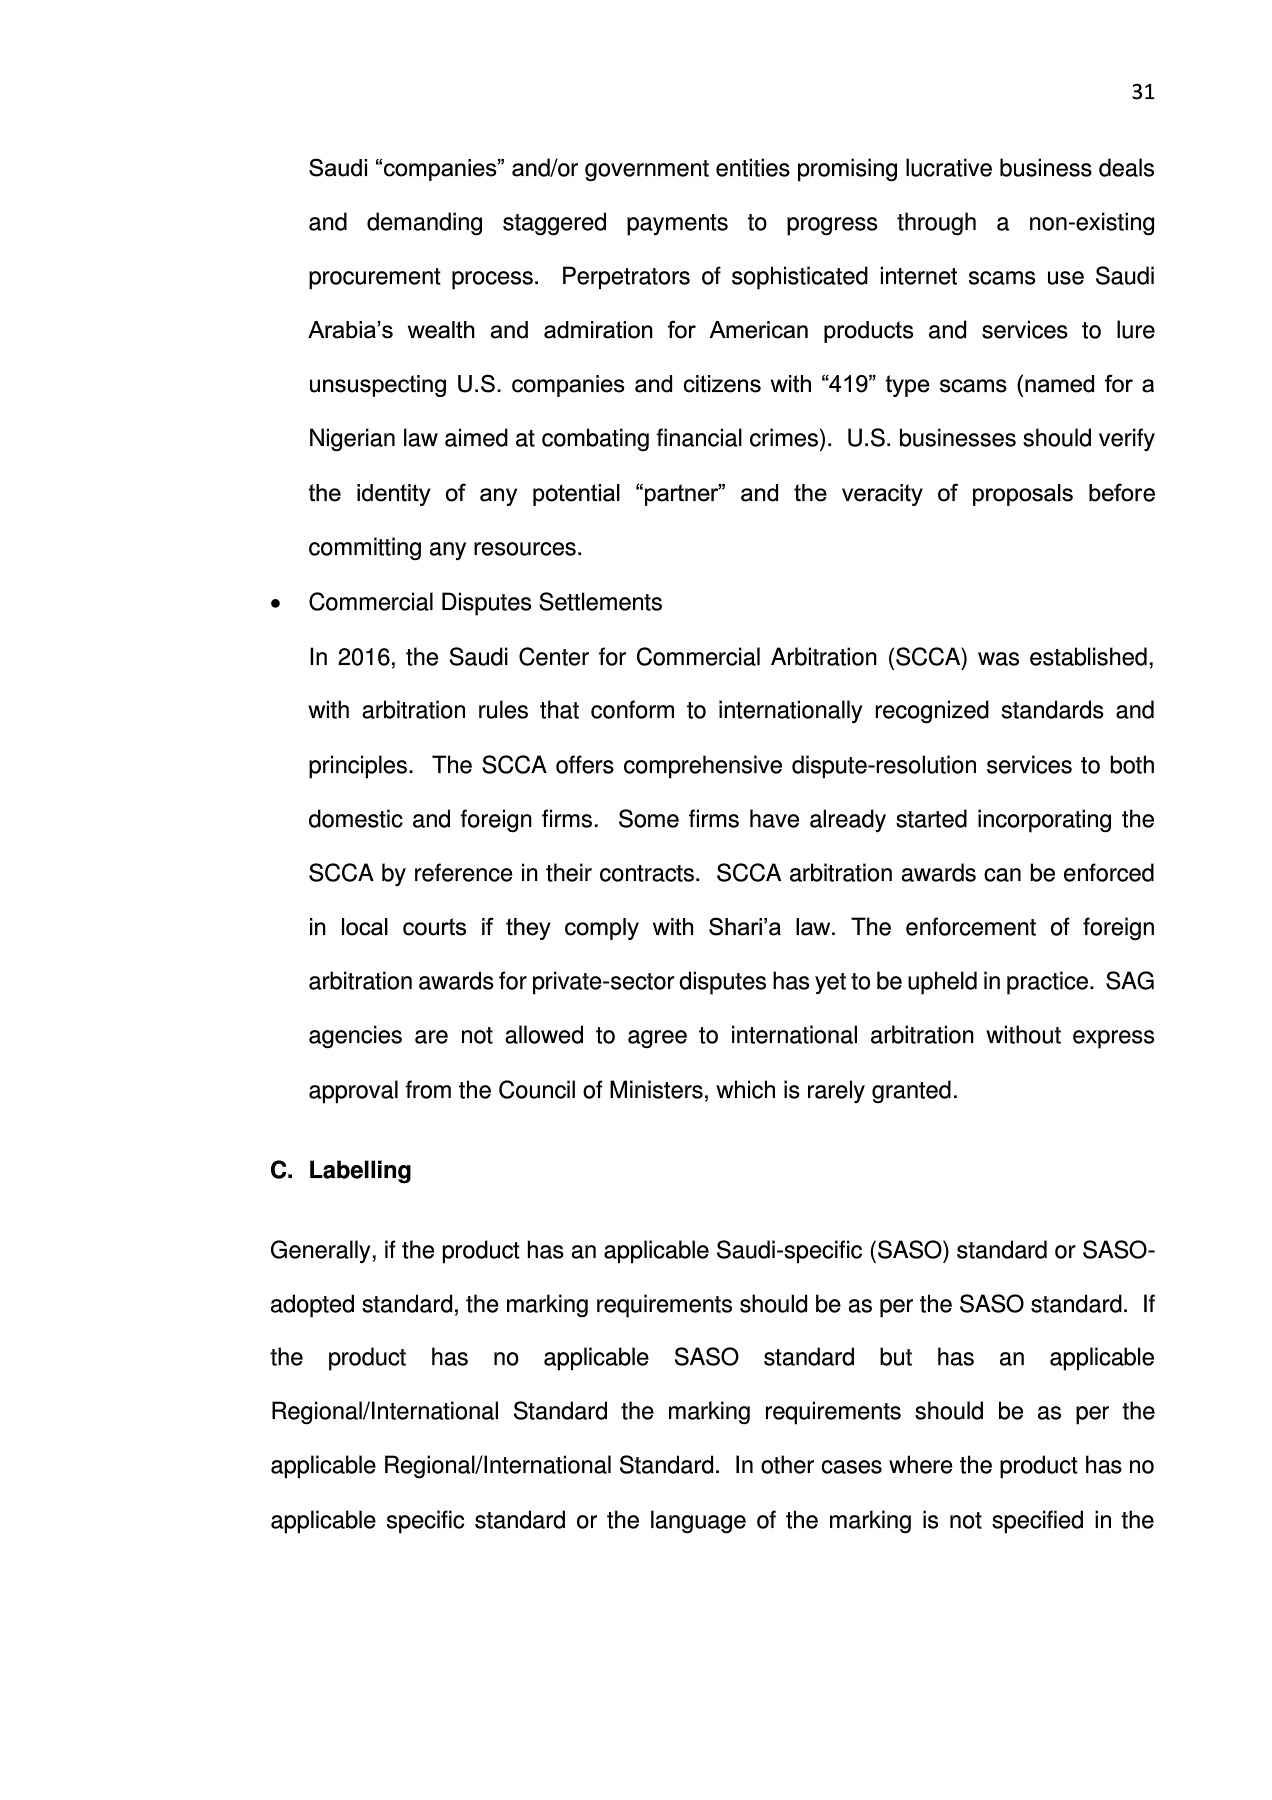 31
Saudi “companies” and/or government entities promising lucrative business deals
and demanding staggered payments to progress through a non-existing
procurement process.  Perpetrators of sophisticated internet scams use Saudi
Arabia’s wealth and admiration for American products and services to lure
unsuspecting U.S. companies and citizens with “419” type scams (named for a
Nigerian law aimed at combating financial crimes).  U.S. businesses should verify
the identity of any potential “partner” and the veracity of proposals before
committing any resources.
• Commercial Disputes Settlements
In 2016, the Saudi Center for Commercial Arbitration (SCCA) was established,
with arbitration rules that conform to internationally recognized standards and
principles.  The SCCA offers comprehensive dispute-resolution services to both
domestic and foreign firms.  Some firms have already started incorporating the
SCCA by reference in their contracts.  SCCA arbitration awards can be enforced
in local courts if they comply with Shari’a law. The enforcement of foreign
arbitration awards for private-sector disputes has yet to be upheld in practice.  SAG
agencies are not allowed to agree to international arbitration without express
approval from the Council of Ministers, which is rarely granted.
C. Labelling
Generally, if the product has an applicable Saudi-specific (SASO) standard or SASO-
adopted standard, the marking requirements should be as per the SASO standard.  If
the product has no applicable SASO standard but has an applicable
Regional/International Standard the marking requirements should be as per the
applicable Regional/International Standard.  In other cases where the product has no
applicable specific standard or the language of the marking is not specified in the